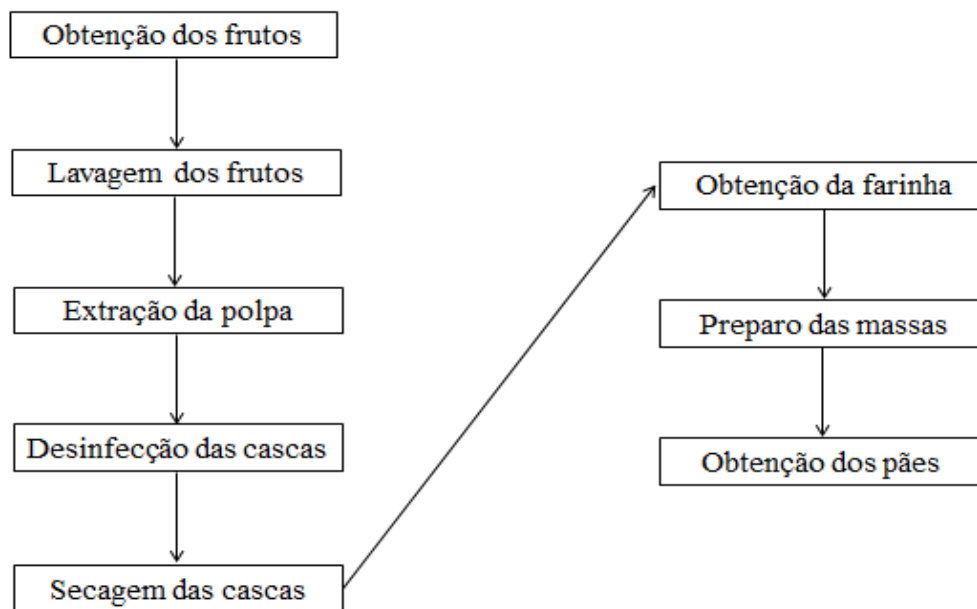 Obtenção dos frutos
Lavagem dos frutos
Extração da polpa
Desinfecção das cascas
Secagem das cascas
Obtenção da farinha
Preparo das massas
Obtenção dos pães